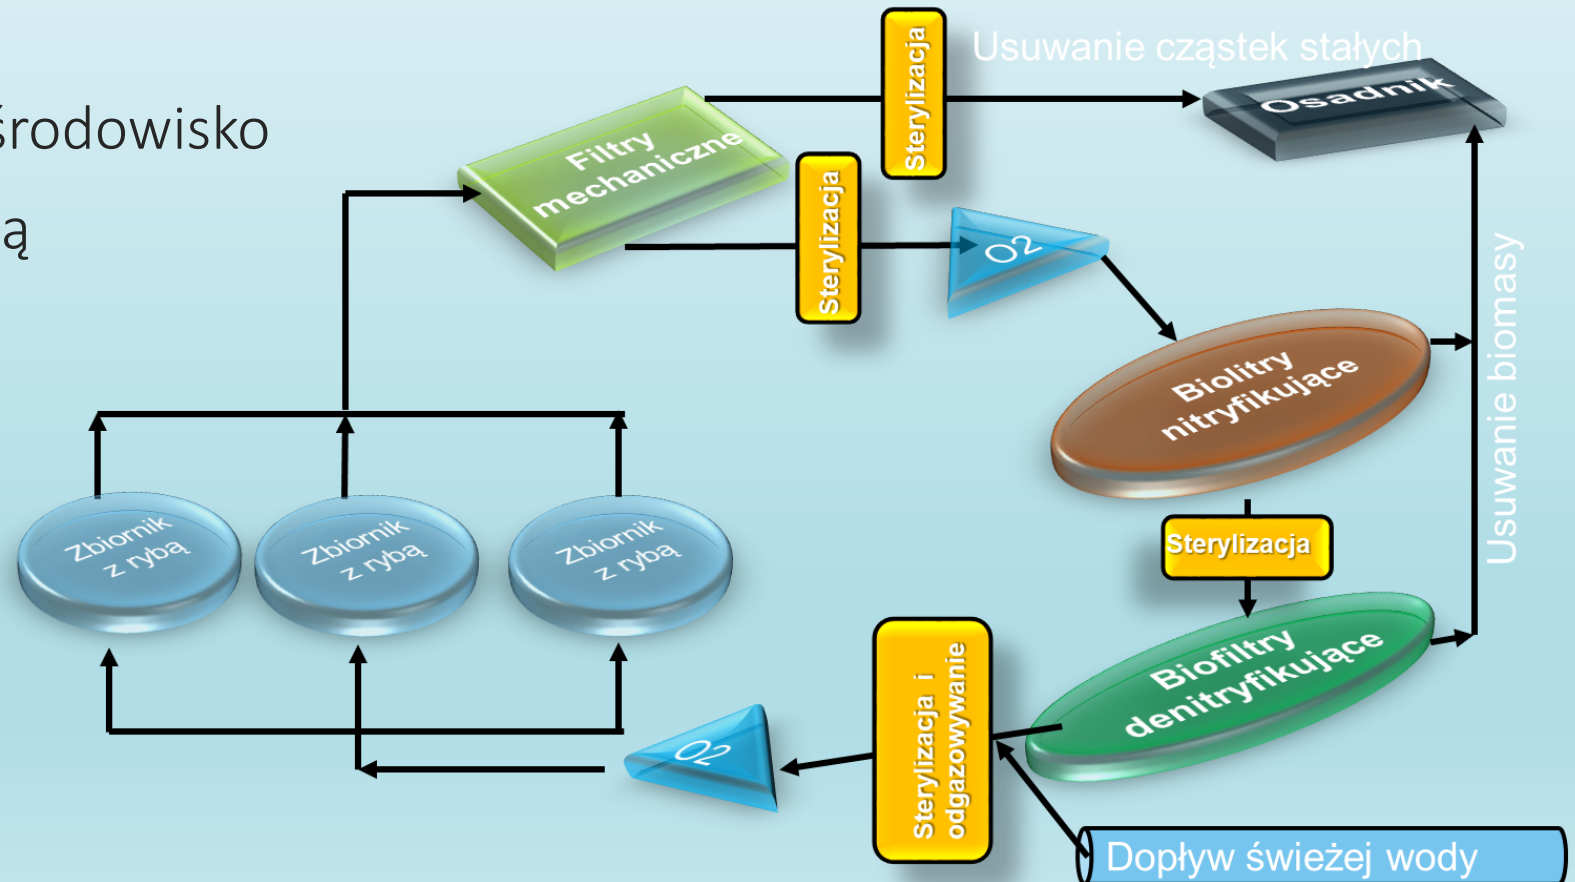 środowisko
ą
Usuwanie cząstek stałych
Sterylizacja
Osadnik
Filtry
mechaniczne
Sterylizacja
O2
Biolitry
nitryfikujące
Usuwanie biomasy
Zbiornik
z rybą
Zbiornik
z rybą
Zbiornik
z rybą
Sterylizacja
Biofiltry
denitryfikujące
Sterylizacja i
odgazowywanie
O2
Dopływ świeżej wody